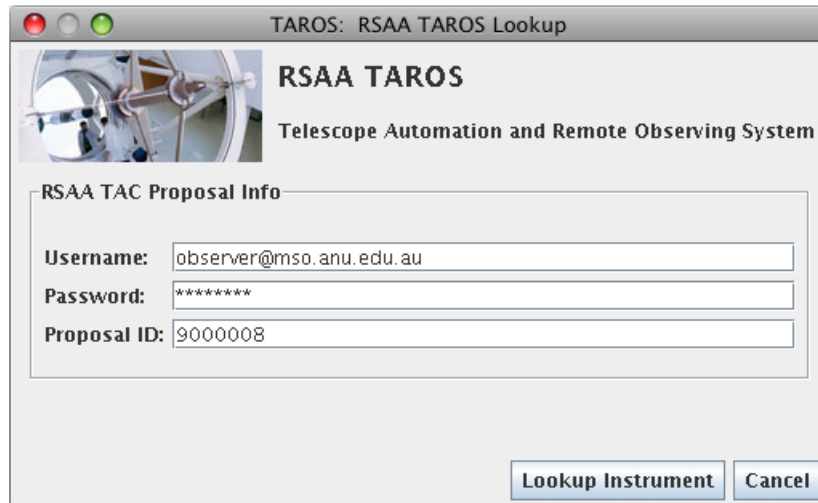 TAROS: RSAA TAROS Lookup
RSAA TAROS
Telescope Automation and Remote Observing System
RSAA TAC Proposal Info
Username: observer@mso.anu.edu.au
Password: ********
Proposal ID: 9000008
Lookup Instrument Cancel